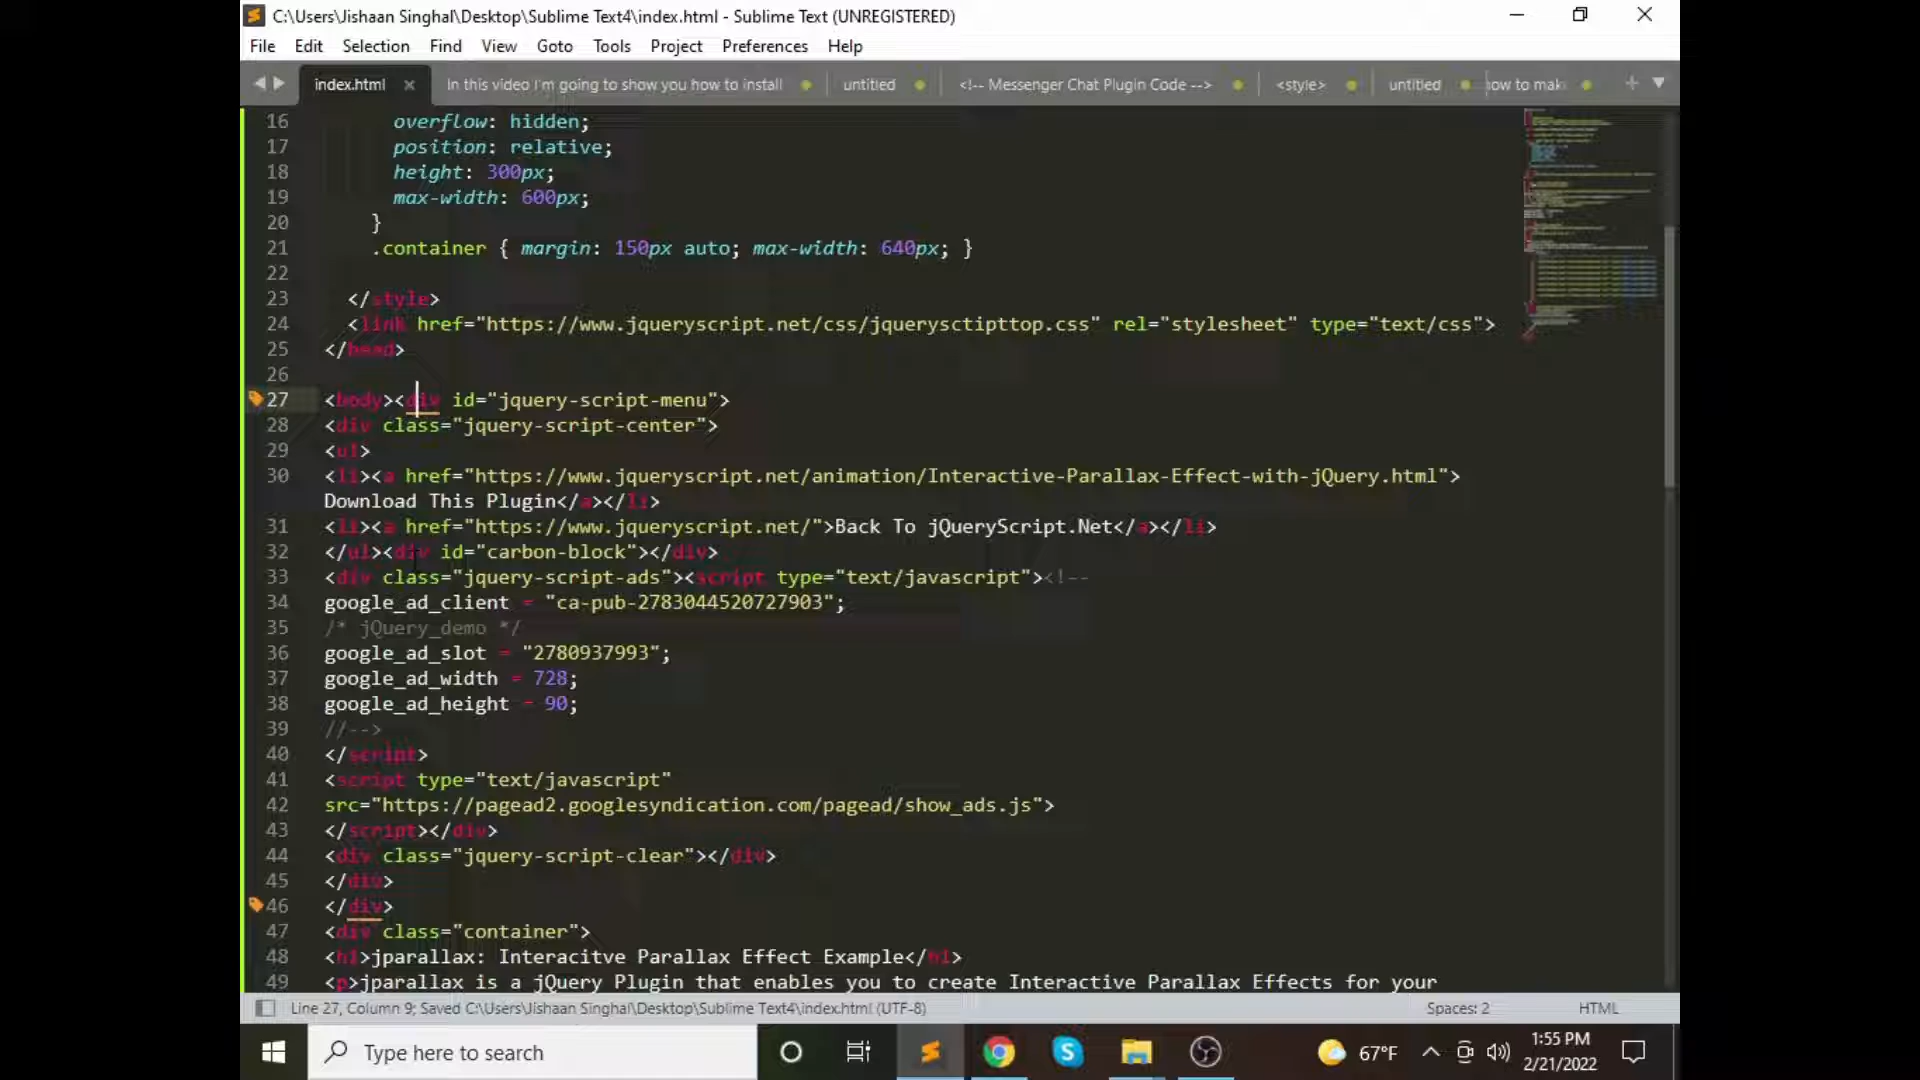 C:\Users\Jishaan Singhal\Desktop\Sublime Text4\index.html - Sublime Text (UNREGISTERED)
File Edit Selection Find View Goto Tools Project Preferences Help
index.html In this video I'm going to show you how to install untitled <!-- Messenger Chat Plugin Code --> <style> untitled how to mak
16 overflow: hidden;
17 position: relative;
18 height: 300px;
19 max-width: 600px;
20 }
21 .container { margin: 150px auto; max-width: 640px; }
22
23 </style>
24 <link href="https://www.jqueryscript.net/css/jquerysctipttop.css" rel="stylesheet" type="text/css">
25 </head>
26
27 <body><div id="jquery-script-menu">
28 <div class="jquery-script-center">
29 <ul>
30 <li><a href="https://www.jqueryscript.net/animation/Interactive-Parallax-Effect-with-jQuery.html">
Download This Plugin</a></li>
31 <li><a href="https://www.jqueryscript.net/">Back To jQueryScript.Net</a></li>
32 </ul><div id="carbon-block"></div>
33 <div class="jquery-script-ads"><script type="text/javascript"><!--
34 google_ad_client = "ca-pub-2783044520727903";
35 /* jQuery_demo */
36 google_ad_slot = "2780937993";
37 google_ad_width = 728;
38 google_ad_height = 90;
39 //-->
40 </script>
41 <script type="text/javascript"
42 src="https://pagead2.googlesyndication.com/pagead/show_ads.js">
43 </script></div>
44 <div class="jquery-script-clear"></div>
45 </div>
46 </div>
47 <div class="container">
48 <h1>jparallax: Interacitve Parallax Effect Example</h1>
49 <p>jparallax is a jQuery Plugin that enables you to create Interactive Parallax Effects for your
Line 27, Column 9; Saved C:\Users\Jishaan Singhal\Desktop\Sublime Text4\index.html (UTF-8) Spaces: 2 HTML
Type here to search 67°F 1:55 PM
2/21/2022